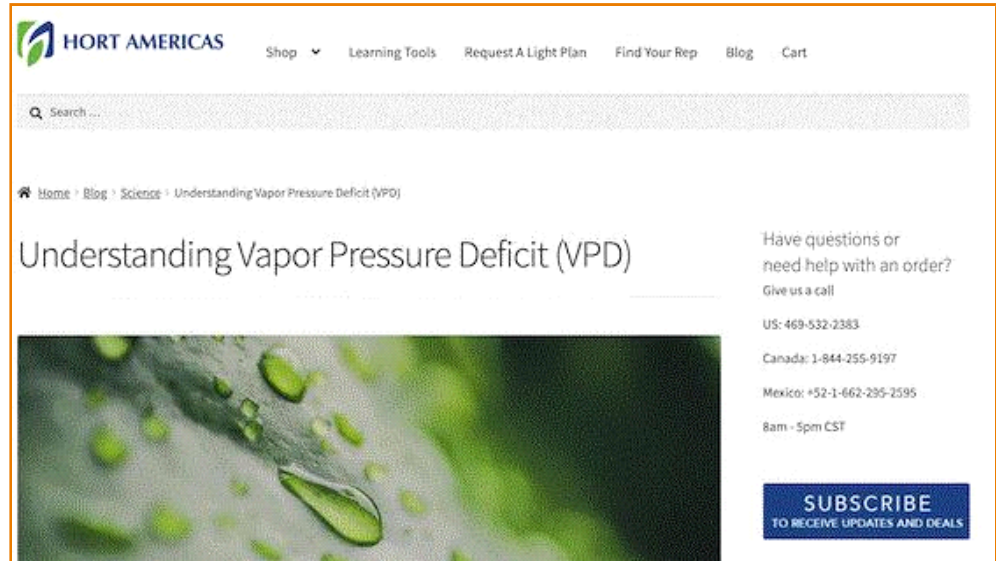 HORT AMERICAS
Shop Learning Tools Request A Light Plan Find Your Rep Blog Cart
Search ...
Home › Blog › Science › Understanding Vapor Pressure Deficit (VPD)
Understanding Vapor Pressure Deficit (VPD)
Have questions or
need help with an order?
Give us a call
US: 469-532-2383
Canada: 1-844-255-9197
Mexico: +52-1-662-295-2595
8am - 5pm CST
SUBSCRIBE
TO RECEIVE UPDATES AND DEALS